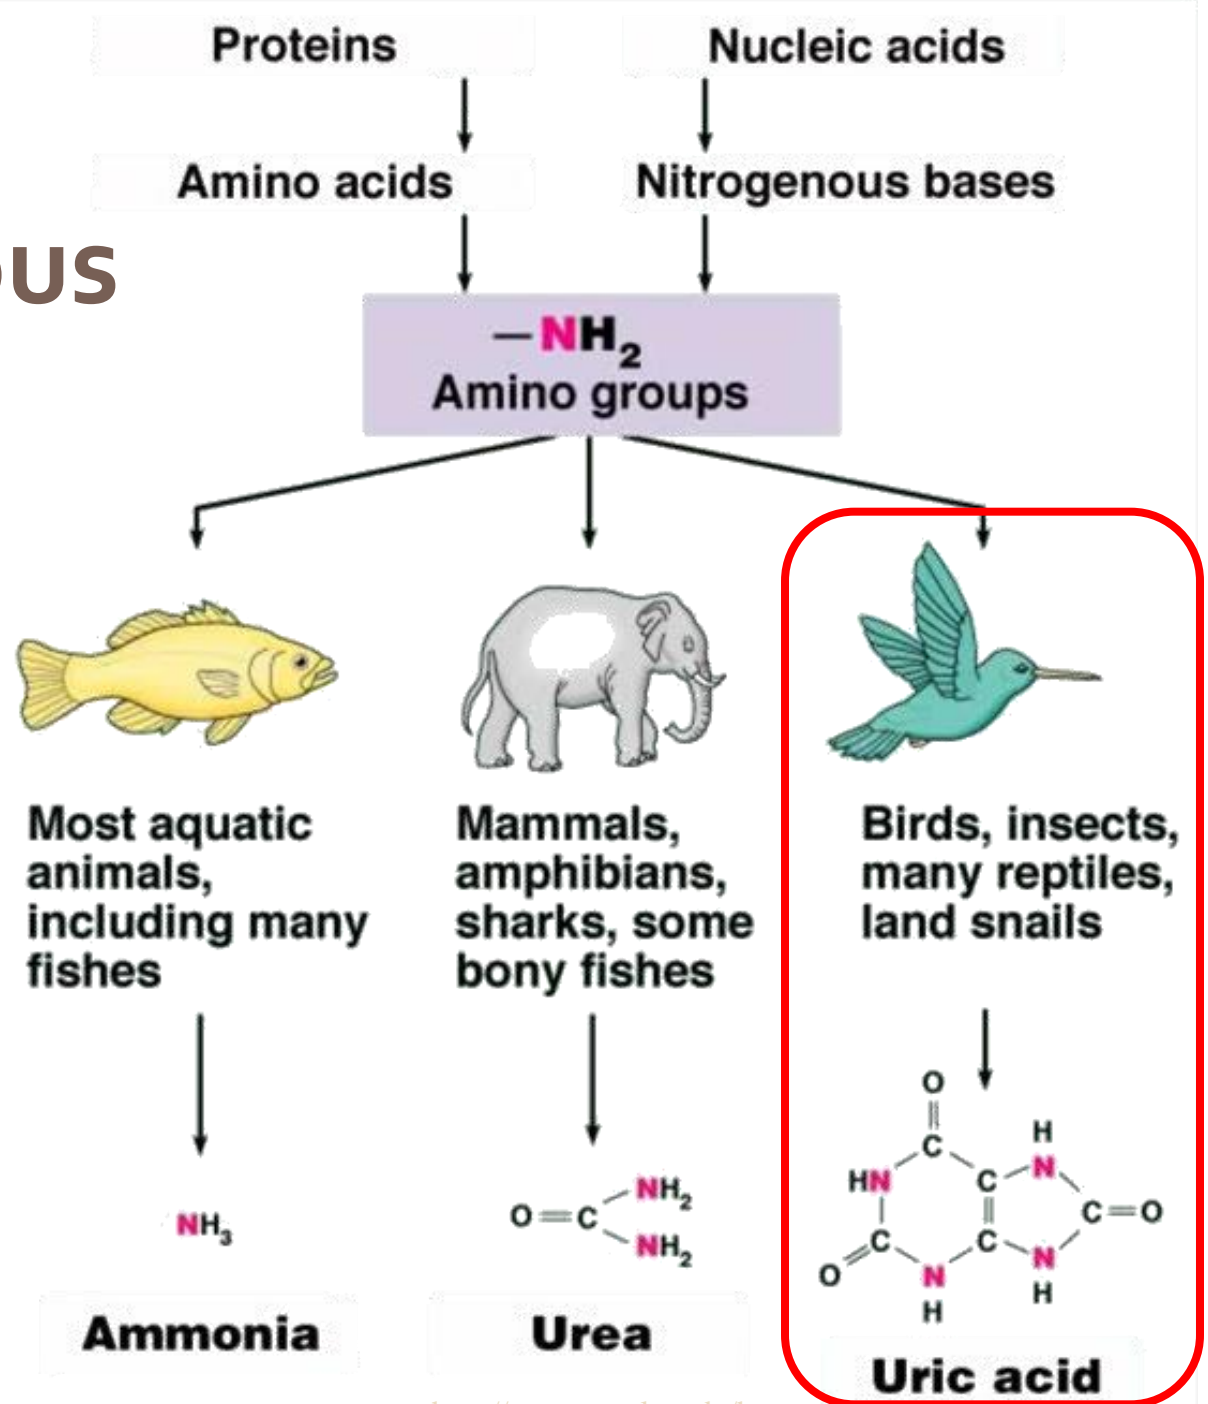 Proteins
Nucleic acids
Amino acids
Nitrogenous bases
OUS
—NH2
Amino groups
Most aquatic
animals,
including many
fishes
Mammals,
amphibians,
sharks, some
bony fishes
Birds, insects,
many reptiles,
land snails
NH3
O=C
NH2
NH2
O
C
HN
C
O
N
H
C
C
H
N
C=O
N
H
Ammonia
Urea
Uric acid